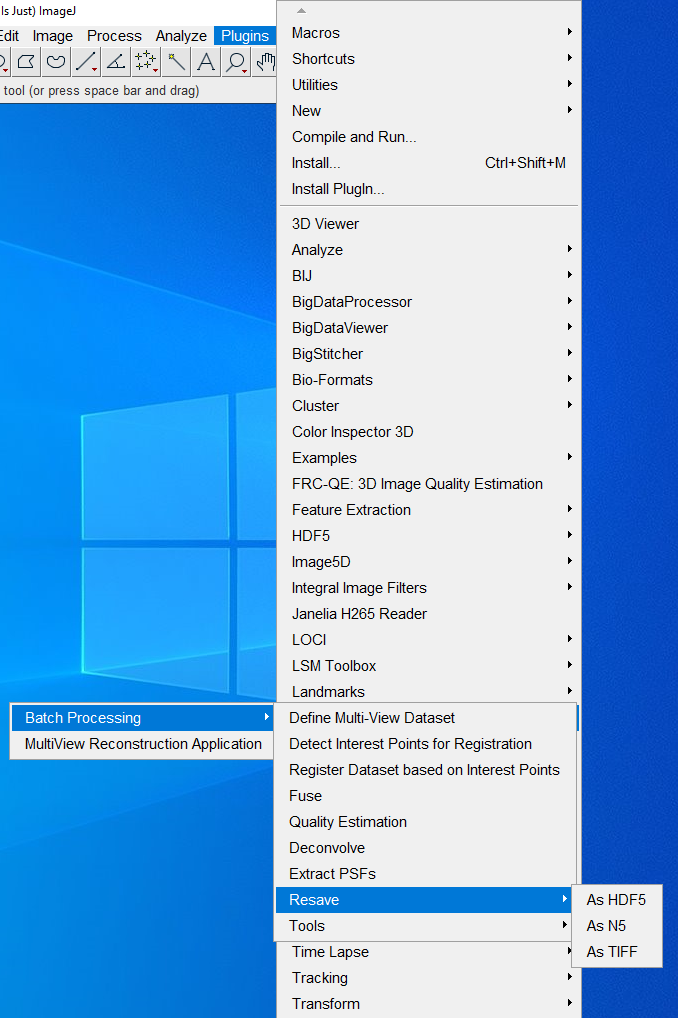 Is Just) ImageJ
Edit Image Process Analyze Plugins
tool (or press space bar and drag)
Macros
Shortcuts
Utilities
New
Compile and Run...
Install... Ctrl+Shift+M
Install PlugIn...
3D Viewer
Analyze
BIJ
BigDataProcessor
BigDataViewer
BigStitcher
Bio-Formats
Cluster
Color Inspector 3D
Examples
FRC-QE: 3D Image Quality Estimation
Feature Extraction
HDF5
Image5D
Integral Image Filters
Janelia H265 Reader
LOCI
LSM Toolbox
Landmarks
Batch Processing
MultiView Reconstruction Application
Define Multi-View Dataset
Detect Interest Points for Registration
Register Dataset based on Interest Points
Fuse
Quality Estimation
Deconvolve
Extract PSFs
Resave
Tools
As HDF5
As N5
As TIFF
Time Lapse
Tracking
Transform